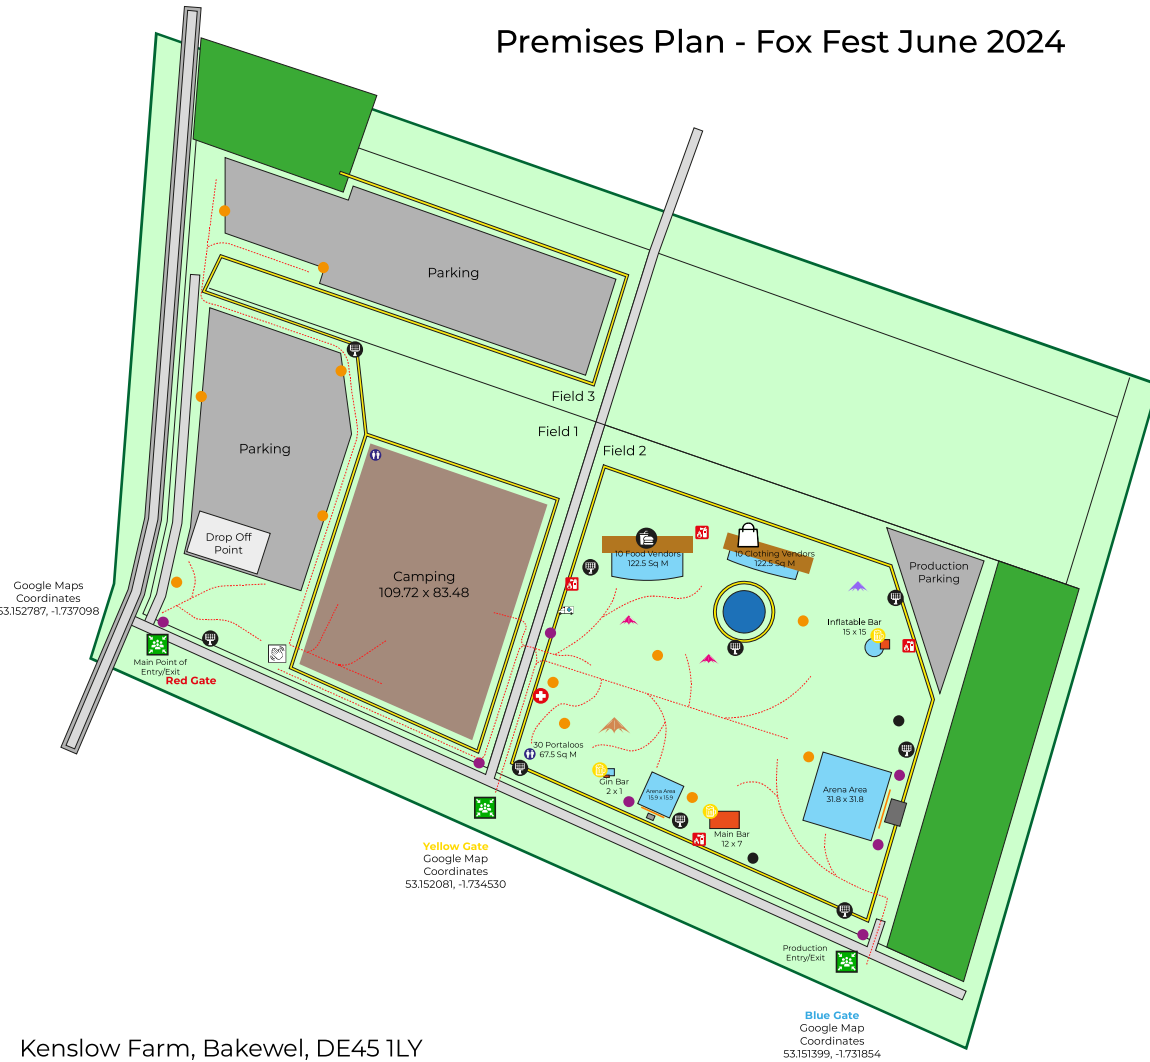 Premises Plan - Fox Fest June 2024
Parking
Field 3
Field 1
Field 2
Parking
Drop Off
Point
10 Food Vendors
122.5 Sq M
10 Clothing Vendors
122.5 Sq M
Production
Parking
Camping
109.72 x 83.48
Google Maps
Coordinates
53.152787, -1.737098
Inflatable Bar
15 x 15
Main Point of
Entry/Exit
Red Gate
30 Portaloos
67.5 Sq M
Gin Bar
2 x 1
Arena Area
15.9 x 15.9
Arena Area
31.8 x 31.8
Main Bar
12 x 7
Yellow Gate
Google Map
Coordinates
53.152081, -1.734530
Production
Entry/Exit
Blue Gate
Google Map
Coordinates
53.151399, -1.731854
Kenslow Farm, Bakewel, DE45 1LY